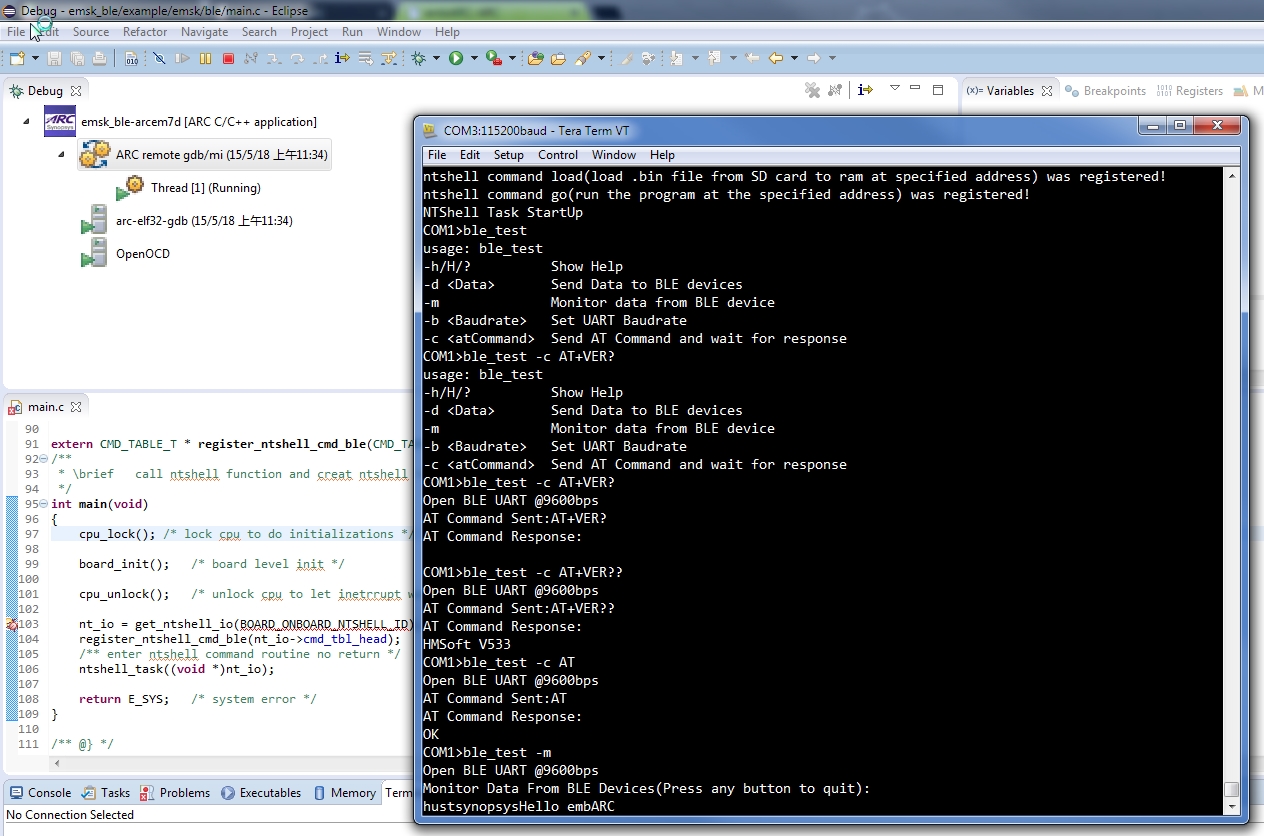 Debug - emsk_ble/example/emsk/ble/main.c - Eclipse
File Edit Source Refactor Navigate Search Project Run Window Help
Debug
(x)= Variables Breakpoints Registers M
emsk_ble-arcem7d [ARC C/C++ application]
ARC remote gdb/mi (15/5/18 上午11:34)
Thread [1] (Running)
arc-elf32-gdb (15/5/18 上午11:34)
OpenOCD
main.c
90
91 extern CMD_TABLE_T * register_ntshell_cmd_ble(CMD_TA
92 /**
93 * \brief call ntshell function and creat ntshell
94 */
95 int main(void)
96 {
97 cpu_lock(); /* lock cpu to do initializations */
98
99 board_init(); /* board level init */
100
101 cpu_unlock(); /* unlock cpu to let inetrrupt w
102
103 nt_io = get_ntshell_io(BOARD_ONBOARD_NTSHELL_ID)
104 register_ntshell_cmd_ble(nt_io->cmd_tbl_head);
105 /** enter ntshell command routine no return */
106 ntshell_task((void *)nt_io);
107
108 return E_SYS; /* system error */
109 }
110
111 /** @} */
Console Tasks Problems Executables Memory Term
No Connection Selected
COM3:115200baud - Tera Term VT
File Edit Setup Control Window Help
ntshell command load(load .bin file from SD card to ram at specified address) was registered!
ntshell command go(run the program at the specified address) was registered!
NTShell Task StartUp
COM1>ble_test
usage: ble_test
-h/H/? Show Help
-d <Data> Send Data to BLE devices
-m Monitor data from BLE device
-b <Baudrate> Set UART Baudrate
-c <atCommand> Send AT Command and wait for response
COM1>ble_test -c AT+VER?
usage: ble_test
-h/H/? Show Help
-d <Data> Send Data to BLE devices
-m Monitor data from BLE device
-b <Baudrate> Set UART Baudrate
-c <atCommand> Send AT Command and wait for response
COM1>ble_test -c AT+VER?
Open BLE UART @9600bps
AT Command Sent:AT+VER?
AT Command Response:
COM1>ble_test -c AT+VER??
Open BLE UART @9600bps
AT Command Sent:AT+VER??
AT Command Response:
HMSoft V533
COM1>ble_test -c AT
Open BLE UART @9600bps
AT Command Sent:AT
AT Command Response:
OK
COM1>ble_test -m
Open BLE UART @9600bps
Monitor Data From BLE Devices(Press any button to quit):
hustsynopsysHello embARC